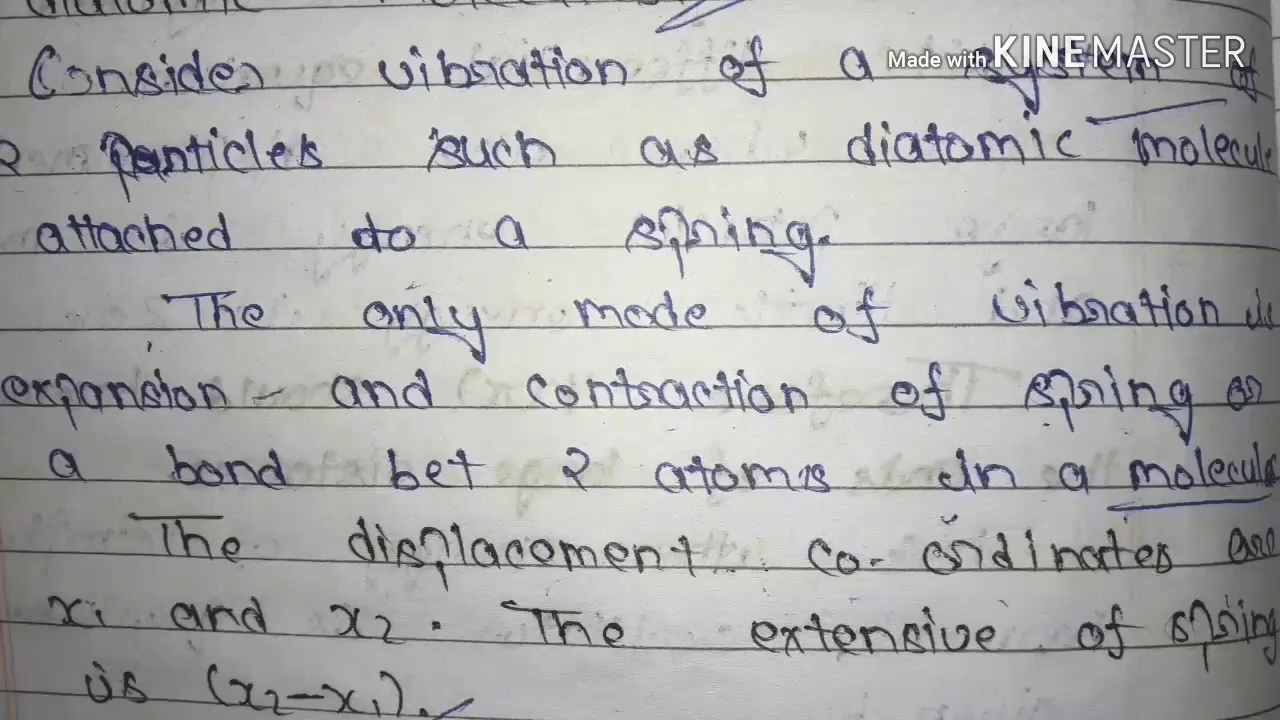 Consider vibration of a system of
Made with KINEMASTER
2 particles such as diatomic molecule
attached to a spring.
The only mode of vibration is
expansion - and contraction of spring or
a bond bet 2 atoms in a molecule
The displacement co-ordinates are
x₁ and x₂. The extensive of spring
is (x₂-x₁).